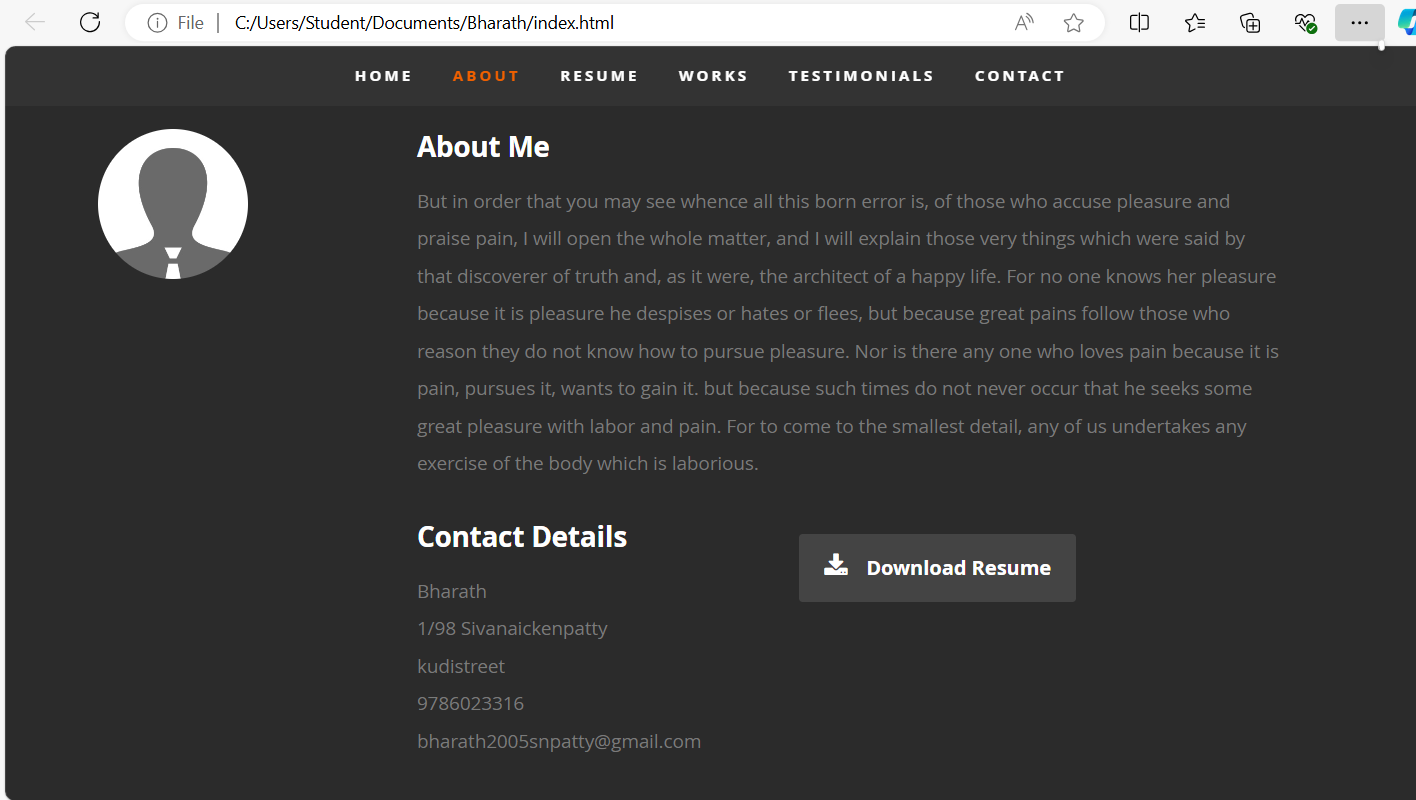 File | C:/Users/Student/Documents/Bharath/index.html
HOME ABOUT RESUME WORKS TESTIMONIALS CONTACT
About Me
But in order that you may see whence all this born error is, of those who accuse pleasure and
praise pain, I will open the whole matter, and I will explain those very things which were said by
that discoverer of truth and, as it were, the architect of a happy life. For no one knows her pleasure
because it is pleasure he despises or hates or flees, but because great pains follow those who
reason they do not know how to pursue pleasure. Nor is there any one who loves pain because it is
pain, pursues it, wants to gain it. but because such times do not never occur that he seeks some
great pleasure with labor and pain. For to come to the smallest detail, any of us undertakes any
exercise of the body which is laborious.
Contact Details
Download Resume
Bharath
1/98 Sivanaickenpatty
kudistreet
9786023316
bharath2005snpatty@gmail.com